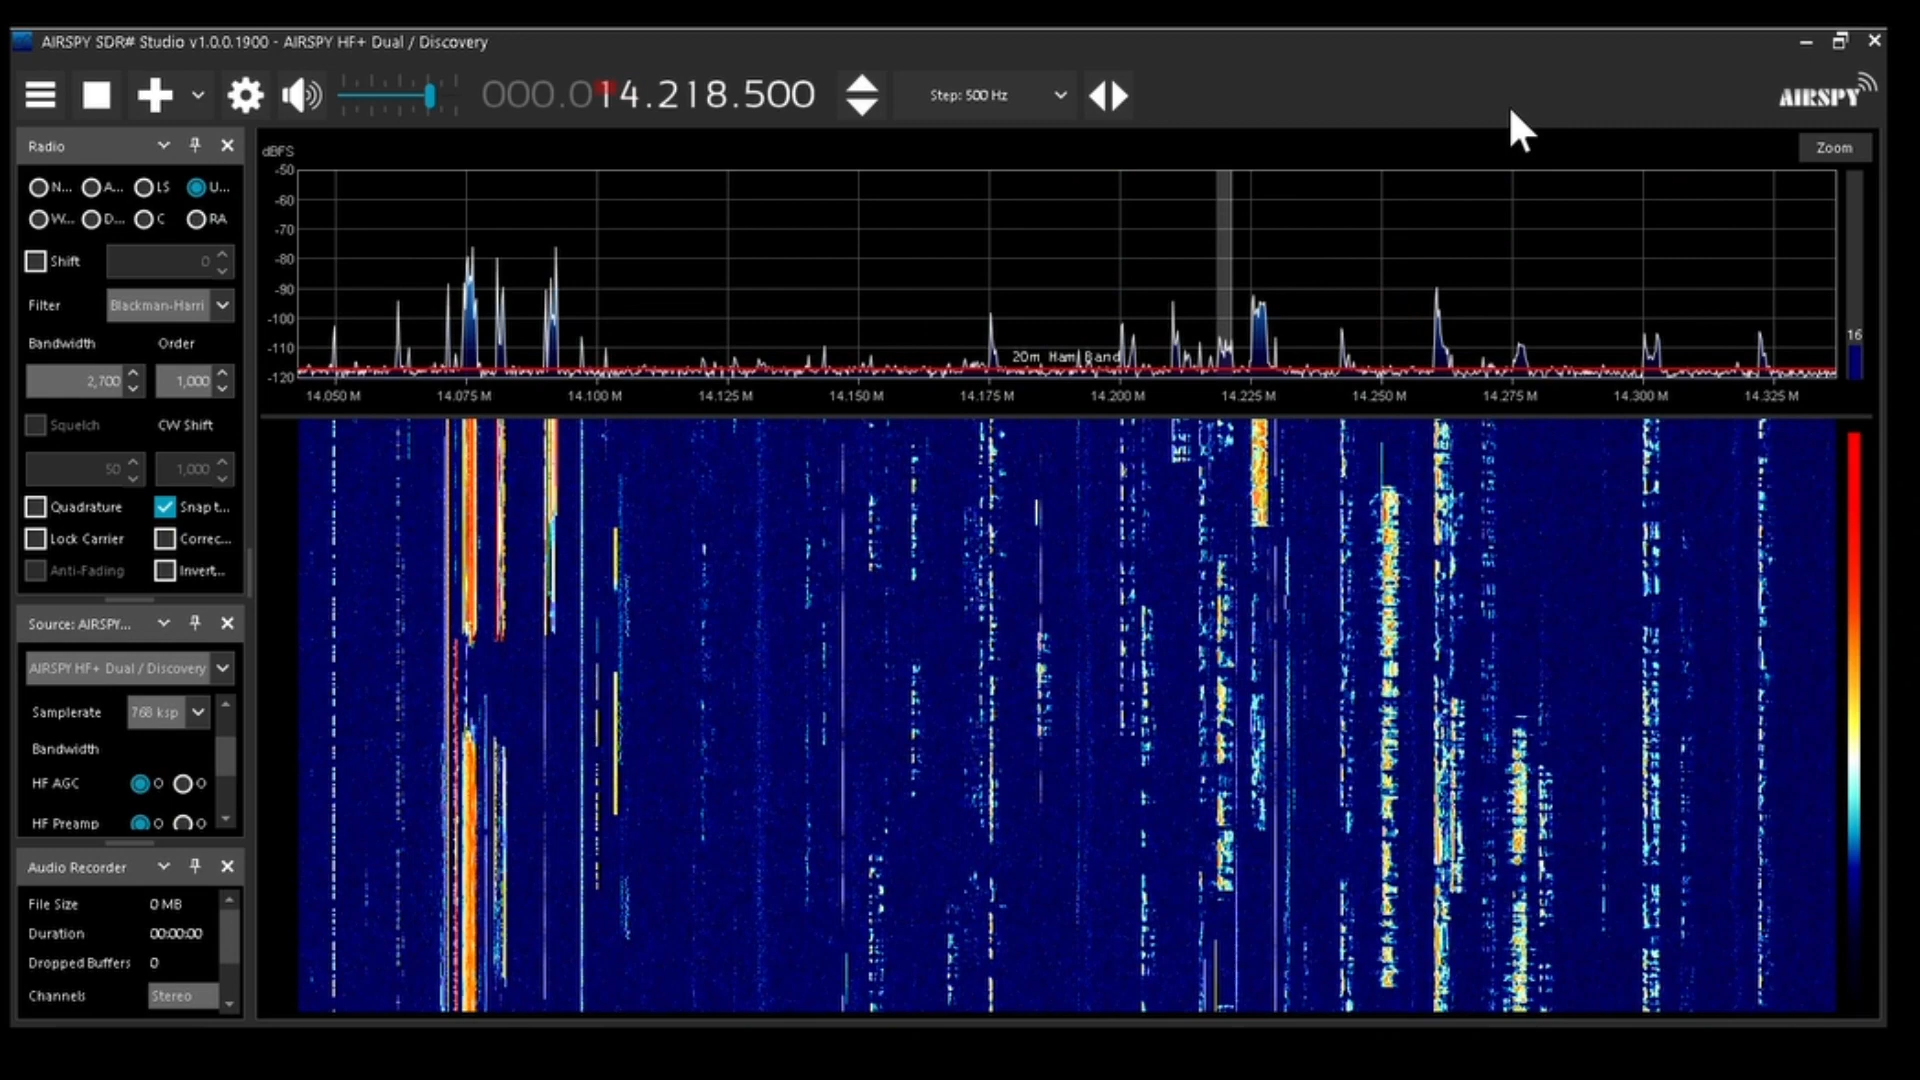 AIRSPY SDR# Studio v1.0.0.1900 - AIRSPY HF+ Dual / Discovery
000.014.218.500
Step: 500 Hz
AIRSPY
Radio
N... A... LS U...
W... D... C RA
Shift 0
Filter Blackman-Harri
Bandwidth Order
2,700 1,000
Squelch CW Shift
50 1,000
Quadrature Snap t...
Lock Carrier Correc...
Anti-Fading Invert...
Source: AIRSPY...
AIRSPY HF+ Dual / Discovery
Samplerate 768 ksp
Bandwidth
HF AGC O O
HF Preamp O O
Audio Recorder
File Size 0 MB
Duration 00:00:00
Dropped Buffers 0
Channels Stereo
dBFS
Zoom
-50
-60
-70
-80
-90
-100
-110
-120
16
20m Ham Band
14.050 M 14.075 M 14.100 M 14.125 M 14.150 M 14.175 M 14.200 M 14.225 M 14.250 M 14.275 M 14.300 M 14.325 M